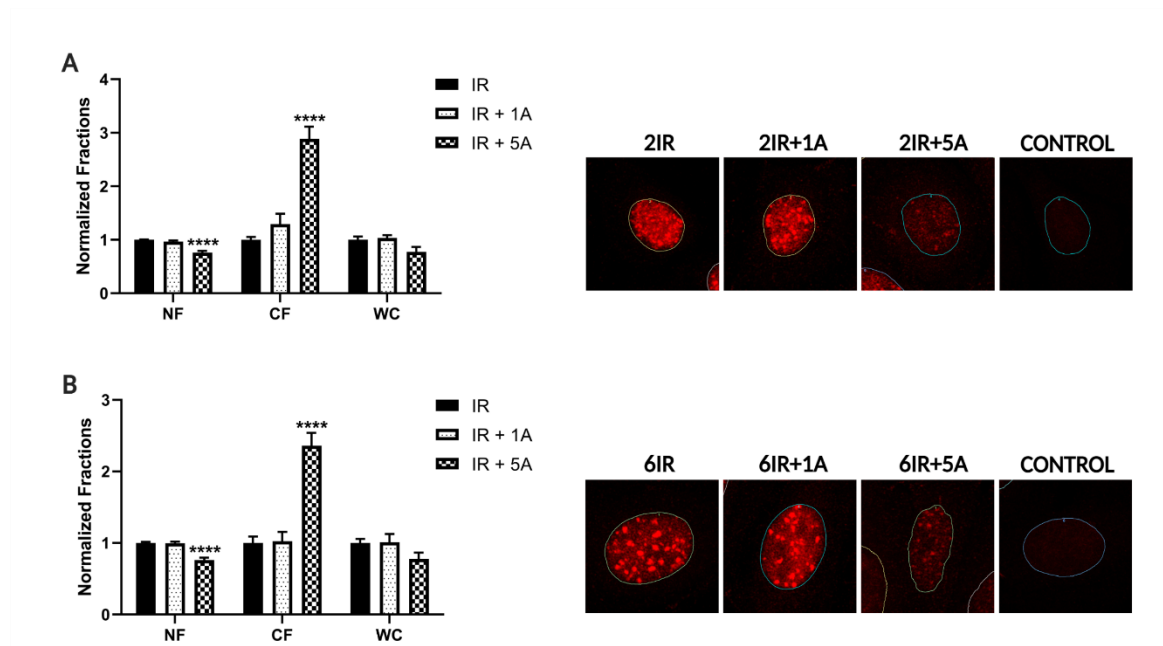 A
Normalized Fractions
4
3
2
1
0
****
****
NF
CF
WC
IR
IR + 1A
IR + 5A
2IR
2IR+1A
2IR+5A
CONTROL
B
Normalized Fractions
3
2
1
0
****
****
NF
CF
WC
IR
IR + 1A
IR + 5A
6IR
6IR+1A
6IR+5A
CONTROL